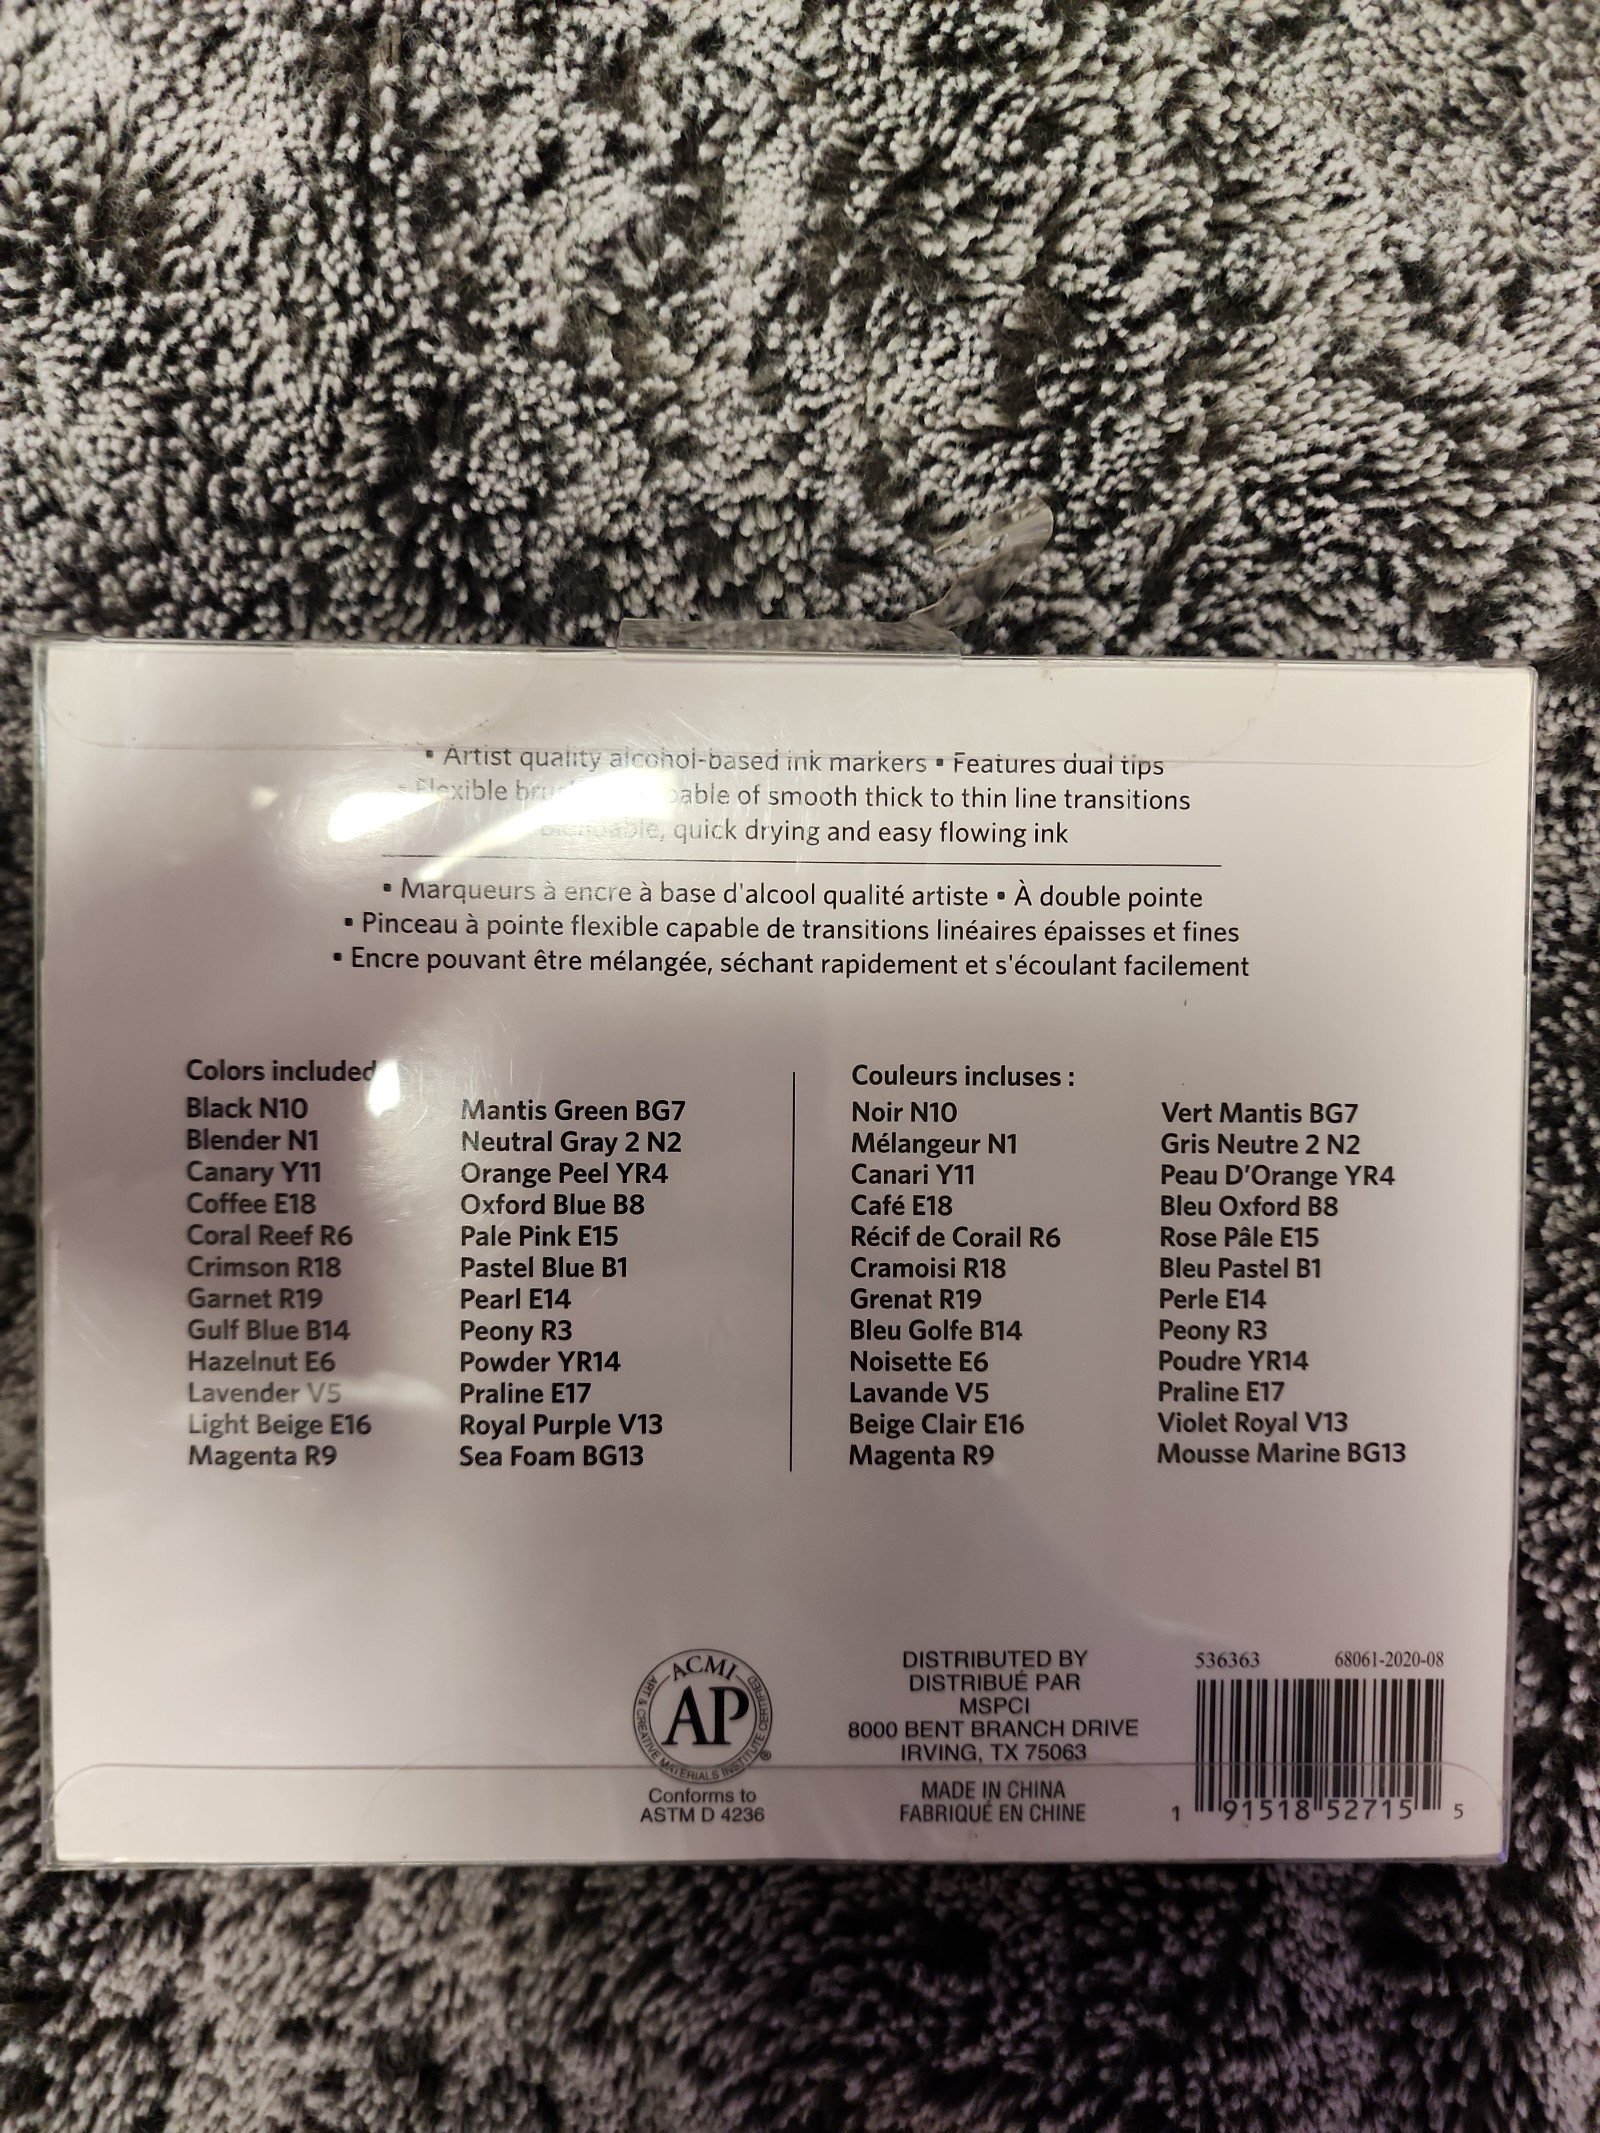 ▪ Artist quality alcohol-based ink markers ▪ Features dual tips
▪ Flexible capable of smooth thick to thin line transitions
Blendable, quick drying and easy flowing ink
▪ Marqueurs à encre à base d'alcool qualité artiste ▪ À double pointe
▪ Pinceau à pointe flexible capable de transitions linéaires épaisses et fines
▪ Encre pouvant être mélangée, séchant rapidement et s'écoulant facilement
Colors included
Black N10
Blender N1
Canary Y11
Coffee E18
Coral Reef R6
Crimson R18
Garnet R19
Gulf Blue B14
Hazelnut E6
Lavender V5
Light Beige E16
Magenta R9
Mantis Green BG7
Neutral Gray 2 N2
Orange Peel YR4
Oxford Blue B8
Pale Pink E15
Pastel Blue B1
Pearl E14
Peony R3
Powder YR14
Praline E17
Royal Purple V13
Sea Foam BG13
Couleurs incluses :
Noir N10
Mélangeur N1
Canari Y11
Café E18
Récif de Corail R6
Cramoisi R18
Grenat R19
Bleu Golfe B14
Noisette E6
Lavande V5
Beige Clair E16
Magenta R9
Vert Mantis BG7
Gris Neutre 2 N2
Peau D'Orange YR4
Bleu Oxford B8
Rose Pâle E15
Bleu Pastel B1
Perle E14
Peony R3
Poudre YR14
Praline E17
Violet Royal V13
Mousse Marine BG13
ACMI
AP
ART & CREATIVE MATERIALS INSTITUTE CERTIFIED
®
Conforms to
ASTM D 4236
DISTRIBUTED BY
DISTRIBUÉ PAR
MSPCI
8000 BENT BRANCH DRIVE
IRVING, TX 75063
MADE IN CHINA
FABRIQUÉ EN CHINE
536363 68061-2020-08
1 91518 52715 5